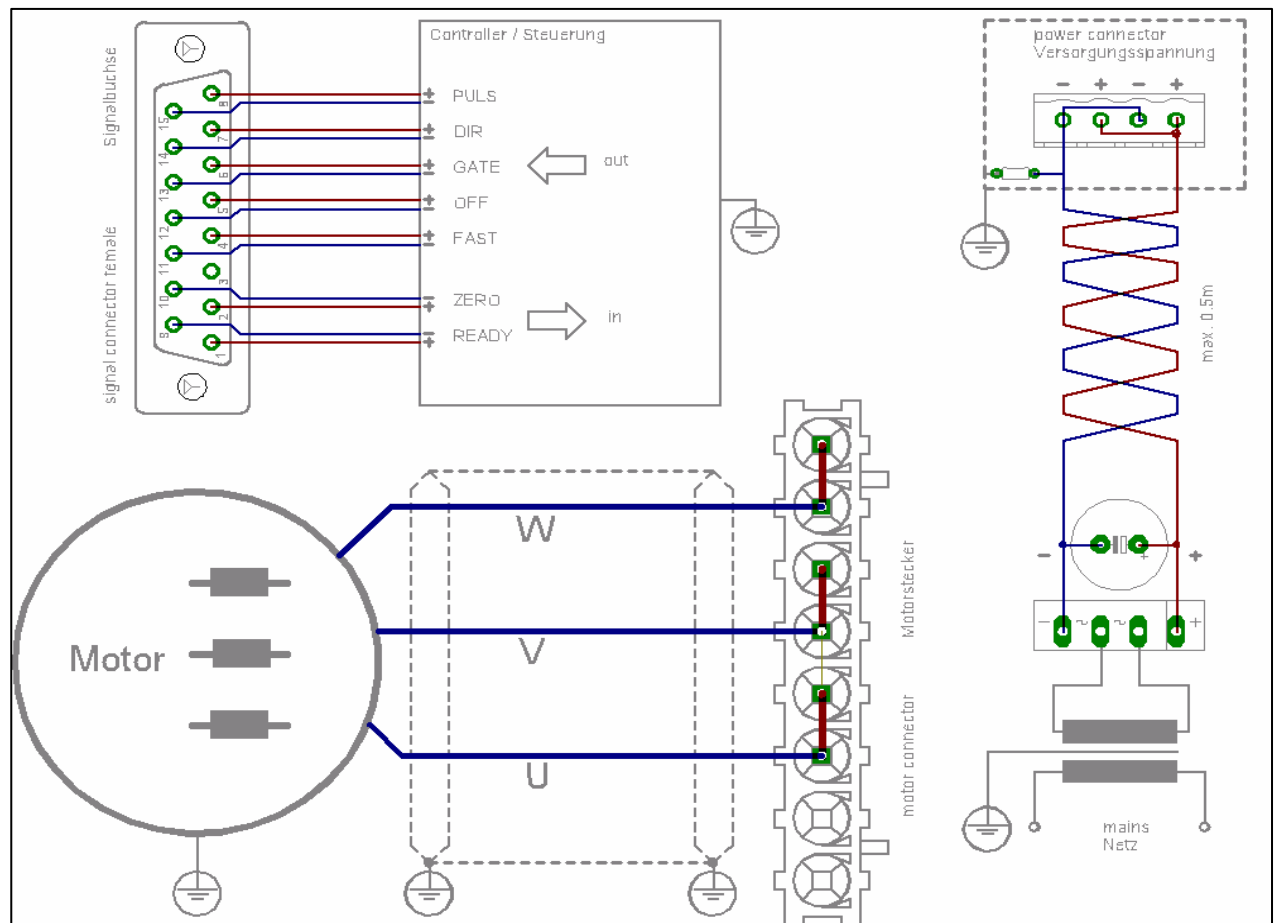 Signalbuchse
signal connector female
8
15
7
14
6
13
5
12
4
11
3
10
2
9
1
Controller / Steuerung
+ PULS
−
+ DIR
−
+ GATE
−
out
+ OFF
−
+ FAST
−
− ZERO
+
in
− READY
+
power connector
Versorgungsspannung
− + − +
max. 0.5m
− +
+
− ~ ~ +
mains
Netz
Motor
W
V
U
Motorstecker
motor connector